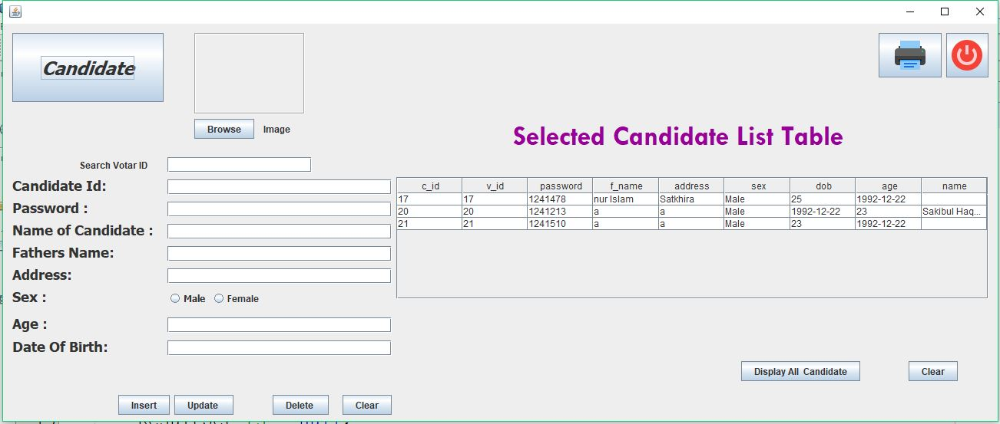 Candidate
Browse
Image
Selected Candidate List Table
Search Votar ID
Candidate Id:
Password :
Name of Candidate :
Fathers Name:
Address:
Sex :
Male
Female
Age :
Date Of Birth:
c_id v_id password f_name address sex dob age name
17 17 1241478 nur Islam Satkhira Male 25 1992-12-22
20 20 1241213 a a Male 1992-12-22 23 Sakibul Haq...
21 21 1241510 a a Male 23 1992-12-22
Display All Candidate
Clear
Insert
Update
Delete
Clear